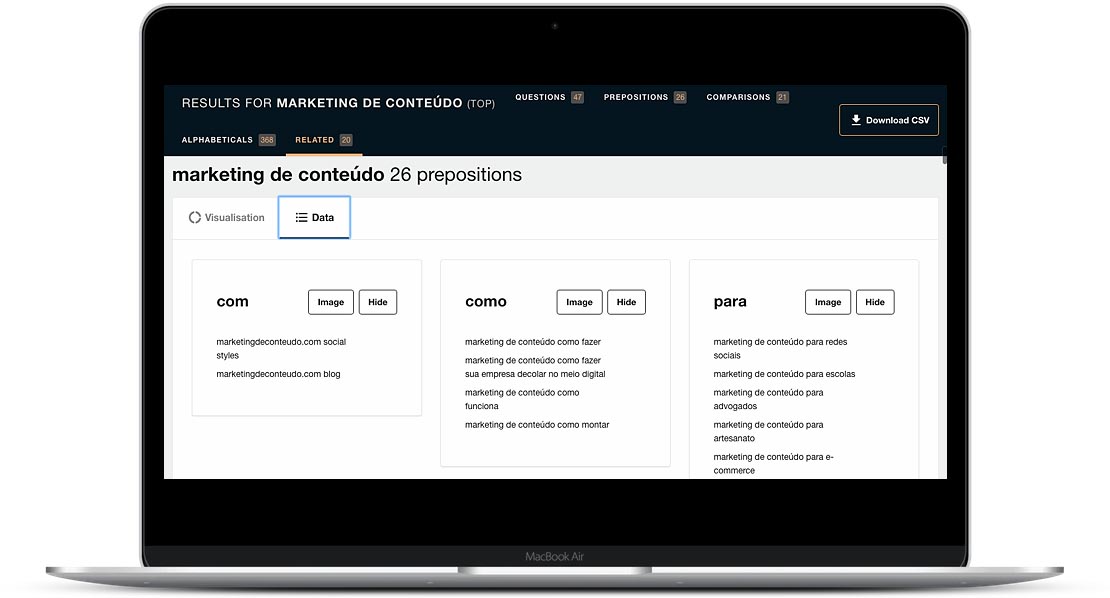 RESULTS FOR MARKETING DE CONTEÚDO (TOP)
QUESTIONS 47
PREPOSITIONS 26
COMPARISONS 21
ALPHABETICALS 368
RELATED 20
Download CSV
marketing de conteúdo 26 prepositions
Visualisation
Data
com
Image
Hide
marketingdeconteudo.com social
styles
marketingdeconteudo.com blog
como
Image
Hide
marketing de conteúdo como fazer
marketing de conteúdo como fazer
sua empresa decolar no meio digital
marketing de conteúdo como
funciona
marketing de conteúdo como montar
para
Image
Hide
marketing de conteúdo para redes
sociais
marketing de conteúdo para escolas
marketing de conteúdo para
advogados
marketing de conteúdo para
artesanato
marketing de conteúdo para e-
commerce
MacBook Air